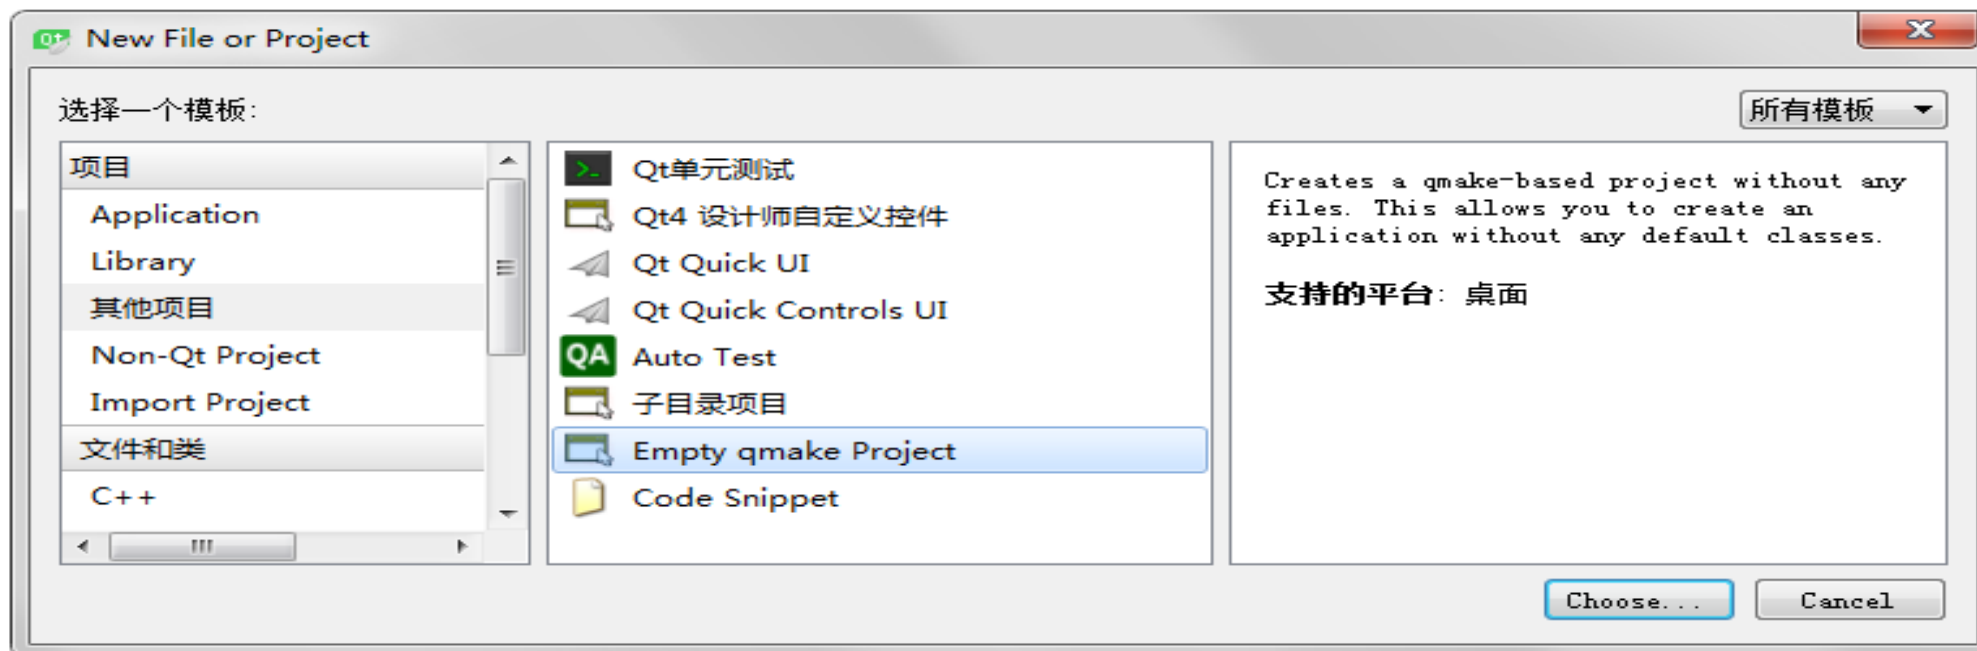 New File or Project
选择一个模板:
所有模板
项目
Application
Library
其他项目
Non-Qt Project
Import Project
文件和类
C++
Qt单元测试
Qt4 设计师自定义控件
Qt Quick UI
Qt Quick Controls UI
QA Auto Test
子目录项目
Empty qmake Project
Code Snippet
Creates a qmake-based project without any
files. This allows you to create an
application without any default classes.
支持的平台: 桌面
Choose...
Cancel